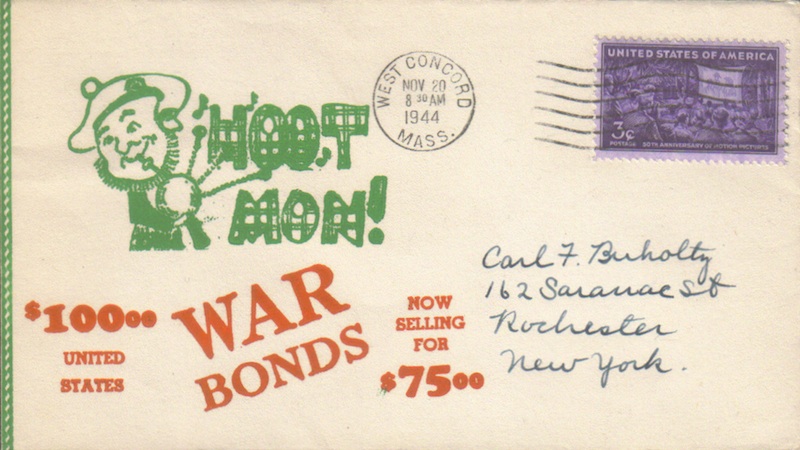 HOOT
MON!
WEST CONCORD
NOV 20
8 30 AM
1944
MASS.
UNITED STATES OF AMERICA
3¢
POSTAGE 50TH ANNIVERSARY OF MOTION PICTURES
$100.00
UNITED
STATES
WAR
BONDS
NOW
SELLING
FOR
$75.00
Carl F. Buholtz
162 Saranac St
Rochester
New York.